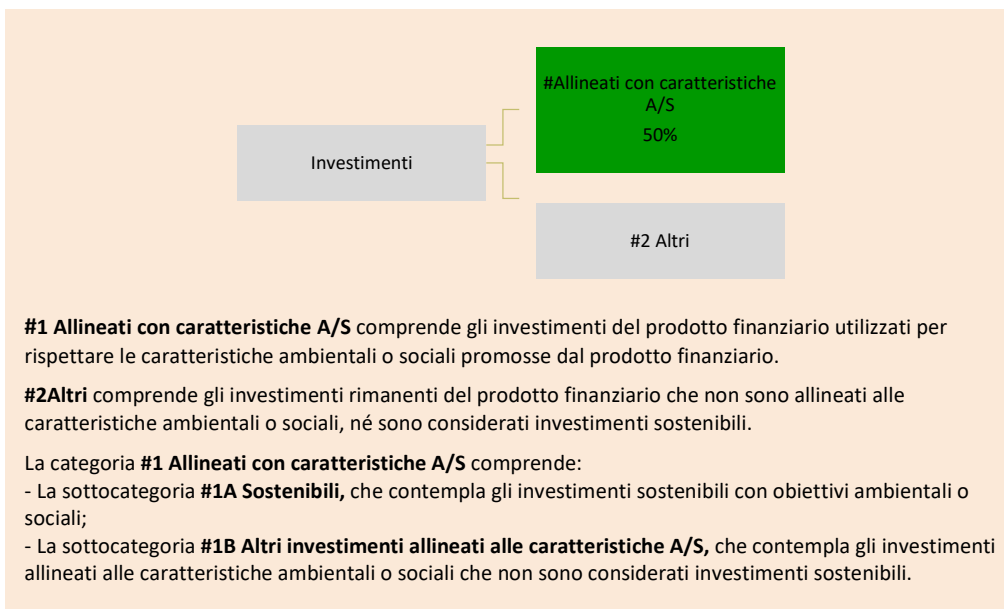 #Allineati con caratteristiche
A/S
50%
Investimenti
#2 Altri
#1 Allineati con caratteristiche A/S comprende gli investimenti del prodotto finanziario utilizzati per
rispettare le caratteristiche ambientali o sociali promosse dal prodotto finanziario.
#2Altri comprende gli investimenti rimanenti del prodotto finanziario che non sono allineati alle
caratteristiche ambientali o sociali, né sono considerati investimenti sostenibili.
La categoria #1 Allineati con caratteristiche A/S comprende:
- La sottocategoria #1A Sostenibili, che contempla gli investimenti sostenibili con obiettivi ambientali o
sociali;
- La sottocategoria #1B Altri investimenti allineati alle caratteristiche A/S, che contempla gli investimenti
allineati alle caratteristiche ambientali o sociali che non sono considerati investimenti sostenibili.